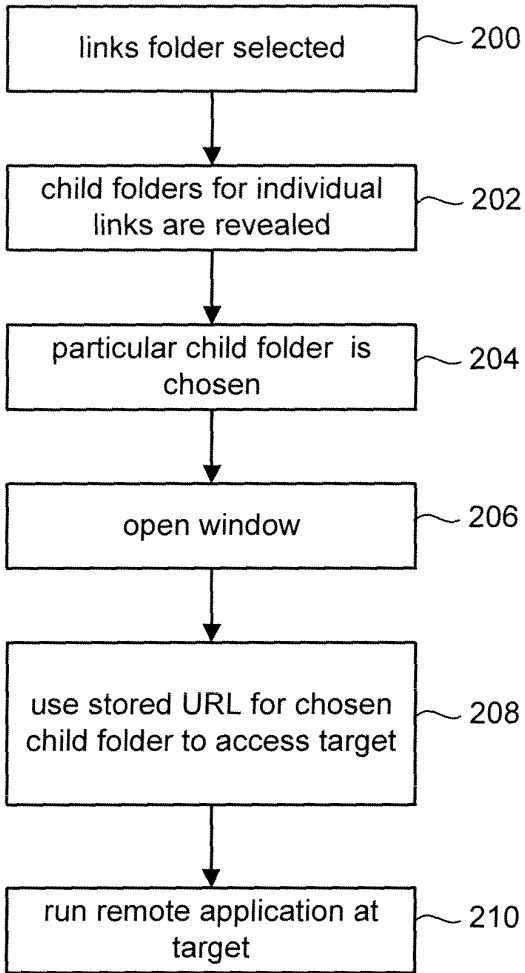 links folder selected
200
child folders for individual
links are revealed
202
particular child folder is
chosen
204
open window
206
use stored URL for chosen
child folder to access target
208
run remote application at
target
210